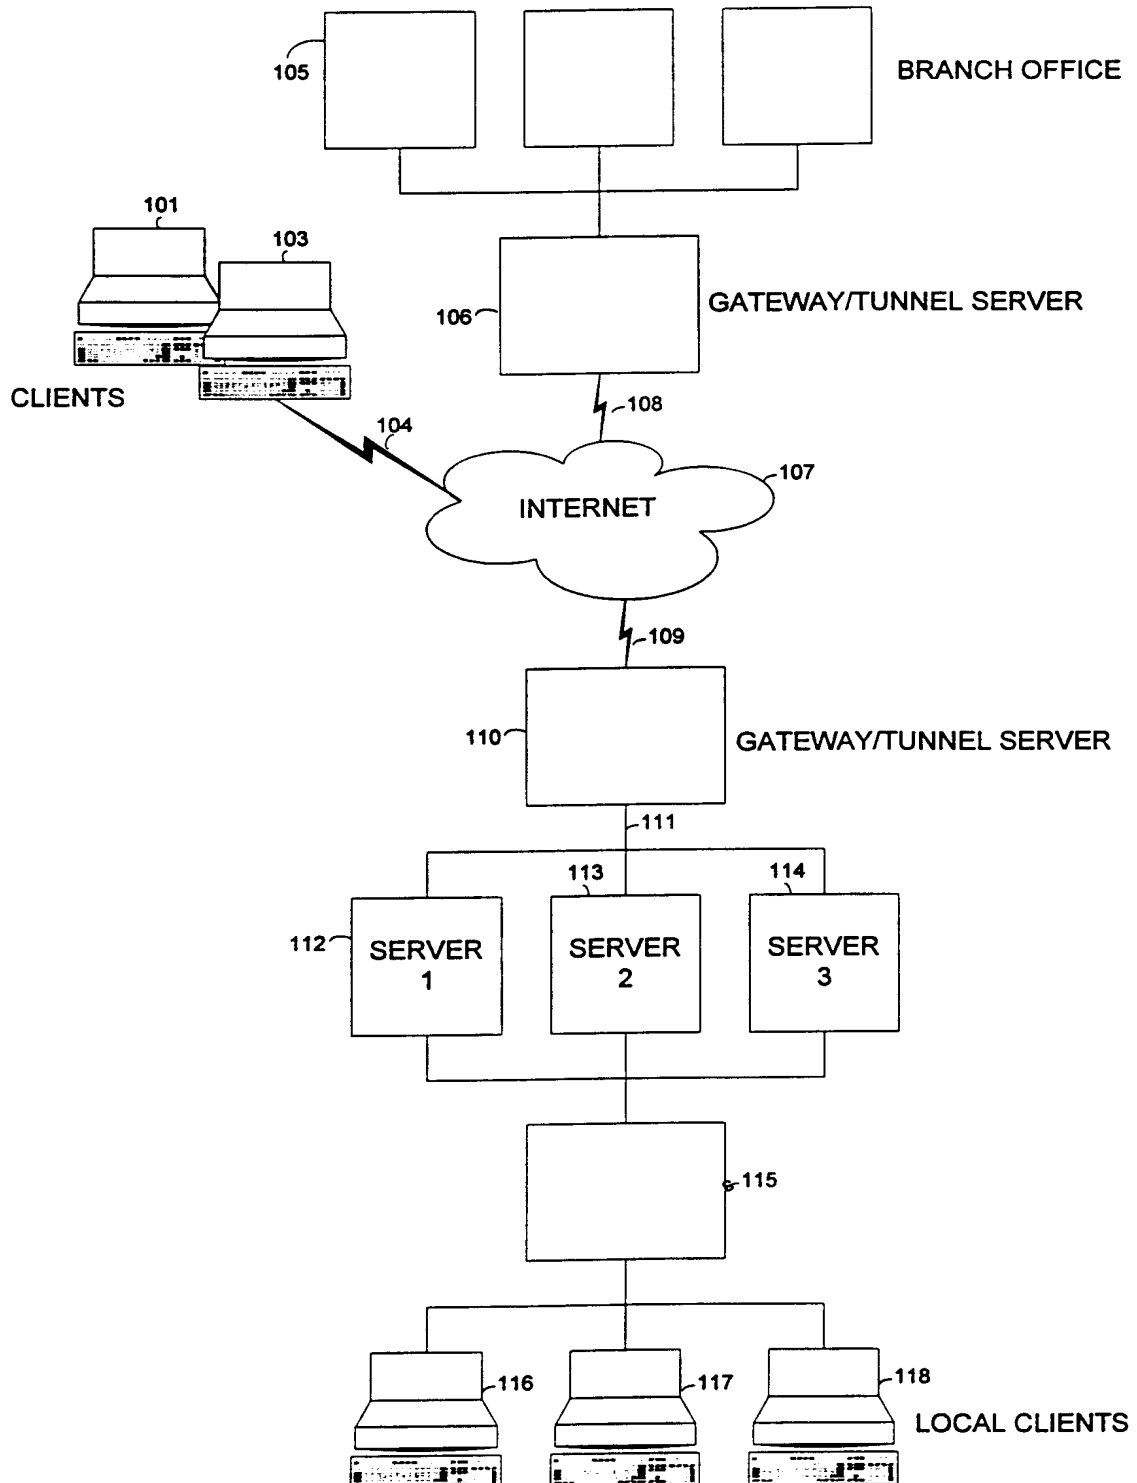 105
BRANCH OFFICE
101
103
106
GATEWAY/TUNNEL SERVER
CLIENTS
108
104
107
INTERNET
109
110
GATEWAY/TUNNEL SERVER
111
113
114
112
SERVER
1
SERVER
2
SERVER
3
115
116
117
118
LOCAL CLIENTS